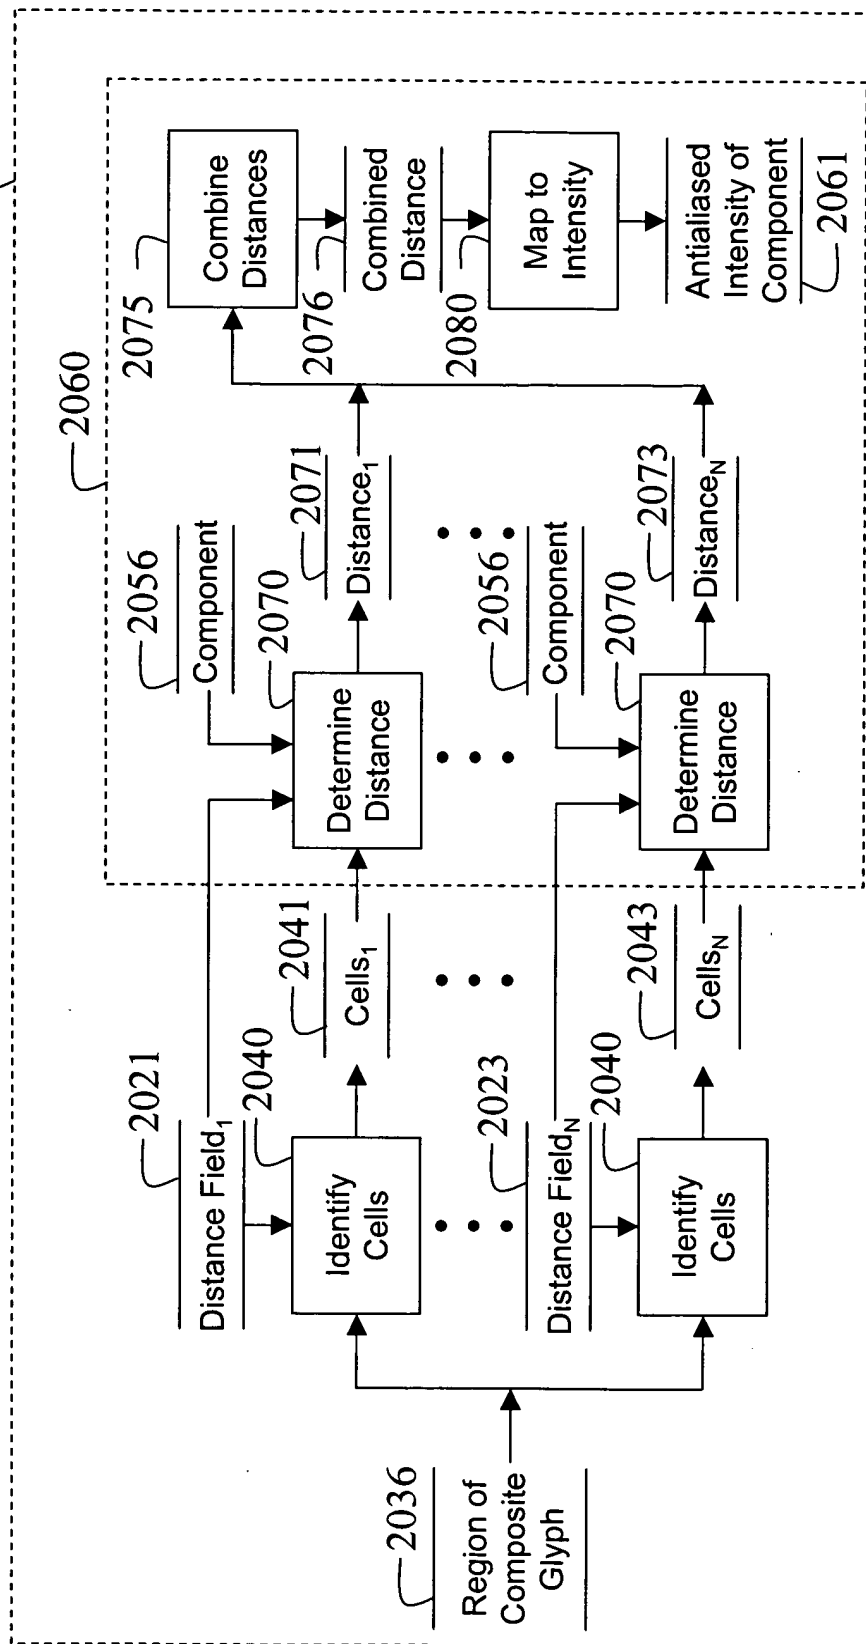 2036
Region of
Composite
Glyph
2021
Distance Field1
2040
Identify
Cells
2041
Cells1
2023
Distance FieldN
2040
Identify
Cells
2043
CellsN
2060
2056
Component
2070
Determine
Distance
2071
Distance1
2056
Component
2070
Determine
Distance
2073
DistanceN
2075
Combine
Distances
2076
Combined
Distance
2080
Map to
Intensity
Antialiased
Intensity of
Component
2061